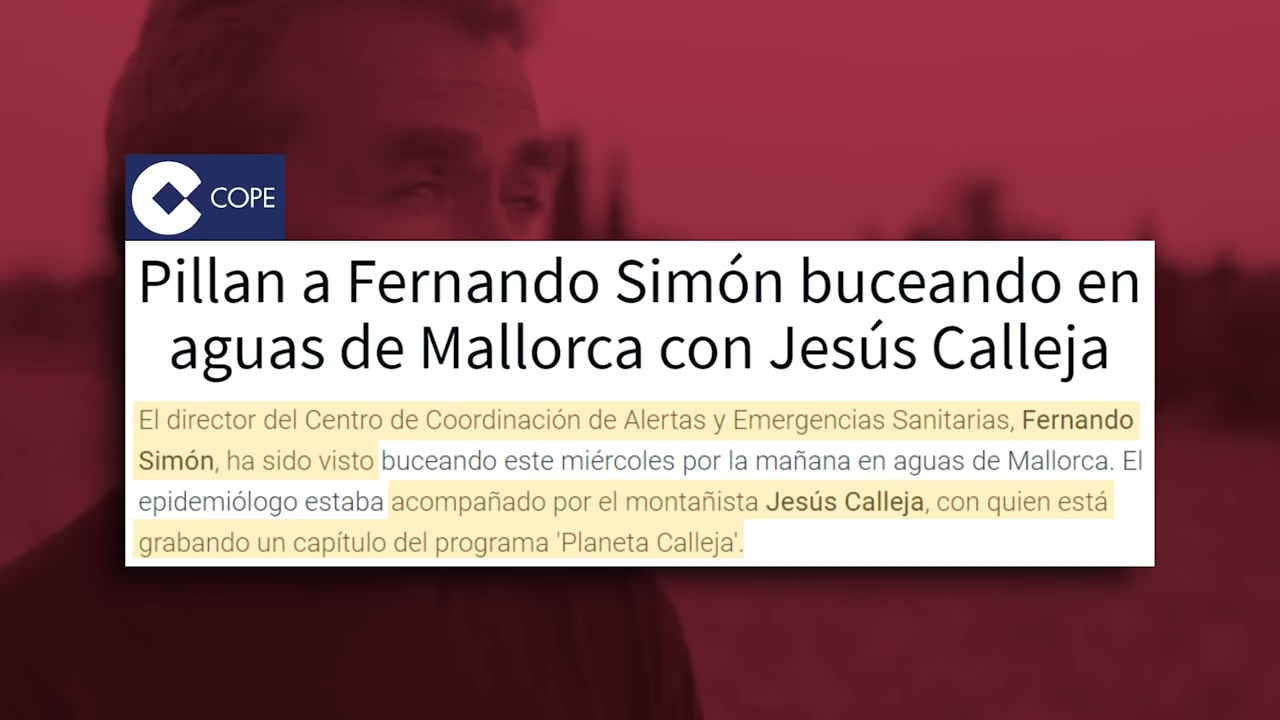 COPE
Pillan a Fernando Simón buceando en
aguas de Mallorca con Jesús Calleja
El director del Centro de Coordinación de Alertas y Emergencias Sanitarias, Fernando
Simón, ha sido visto buceando este miércoles por la mañana en aguas de Mallorca. El
epidemiólogo estaba acompañado por el montañista Jesús Calleja, con quien está
grabando un capítulo del programa 'Planeta Calleja'.